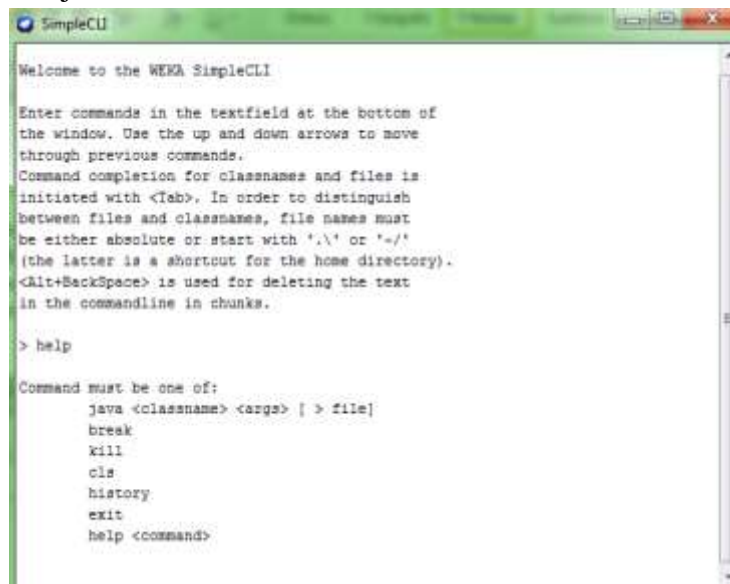 SimpleCLI
Welcome to the WEKA SimpleCLI
Enter commands in the textfield at the bottom of
the window. Use the up and down arrows to move
through previous commands.
Command completion for classnames and files is
initiated with <Tab>. In order to distinguish
between files and classnames, file names must
be either absolute or start with '.\' or '~/'
(the latter is a shortcut for the home directory).
<Alt+BackSpace> is used for deleting the text
in the commandline in chunks.
> help
Command must be one of:
java <classname> <args> [ > file]
break
kill
cls
history
exit
help <command>